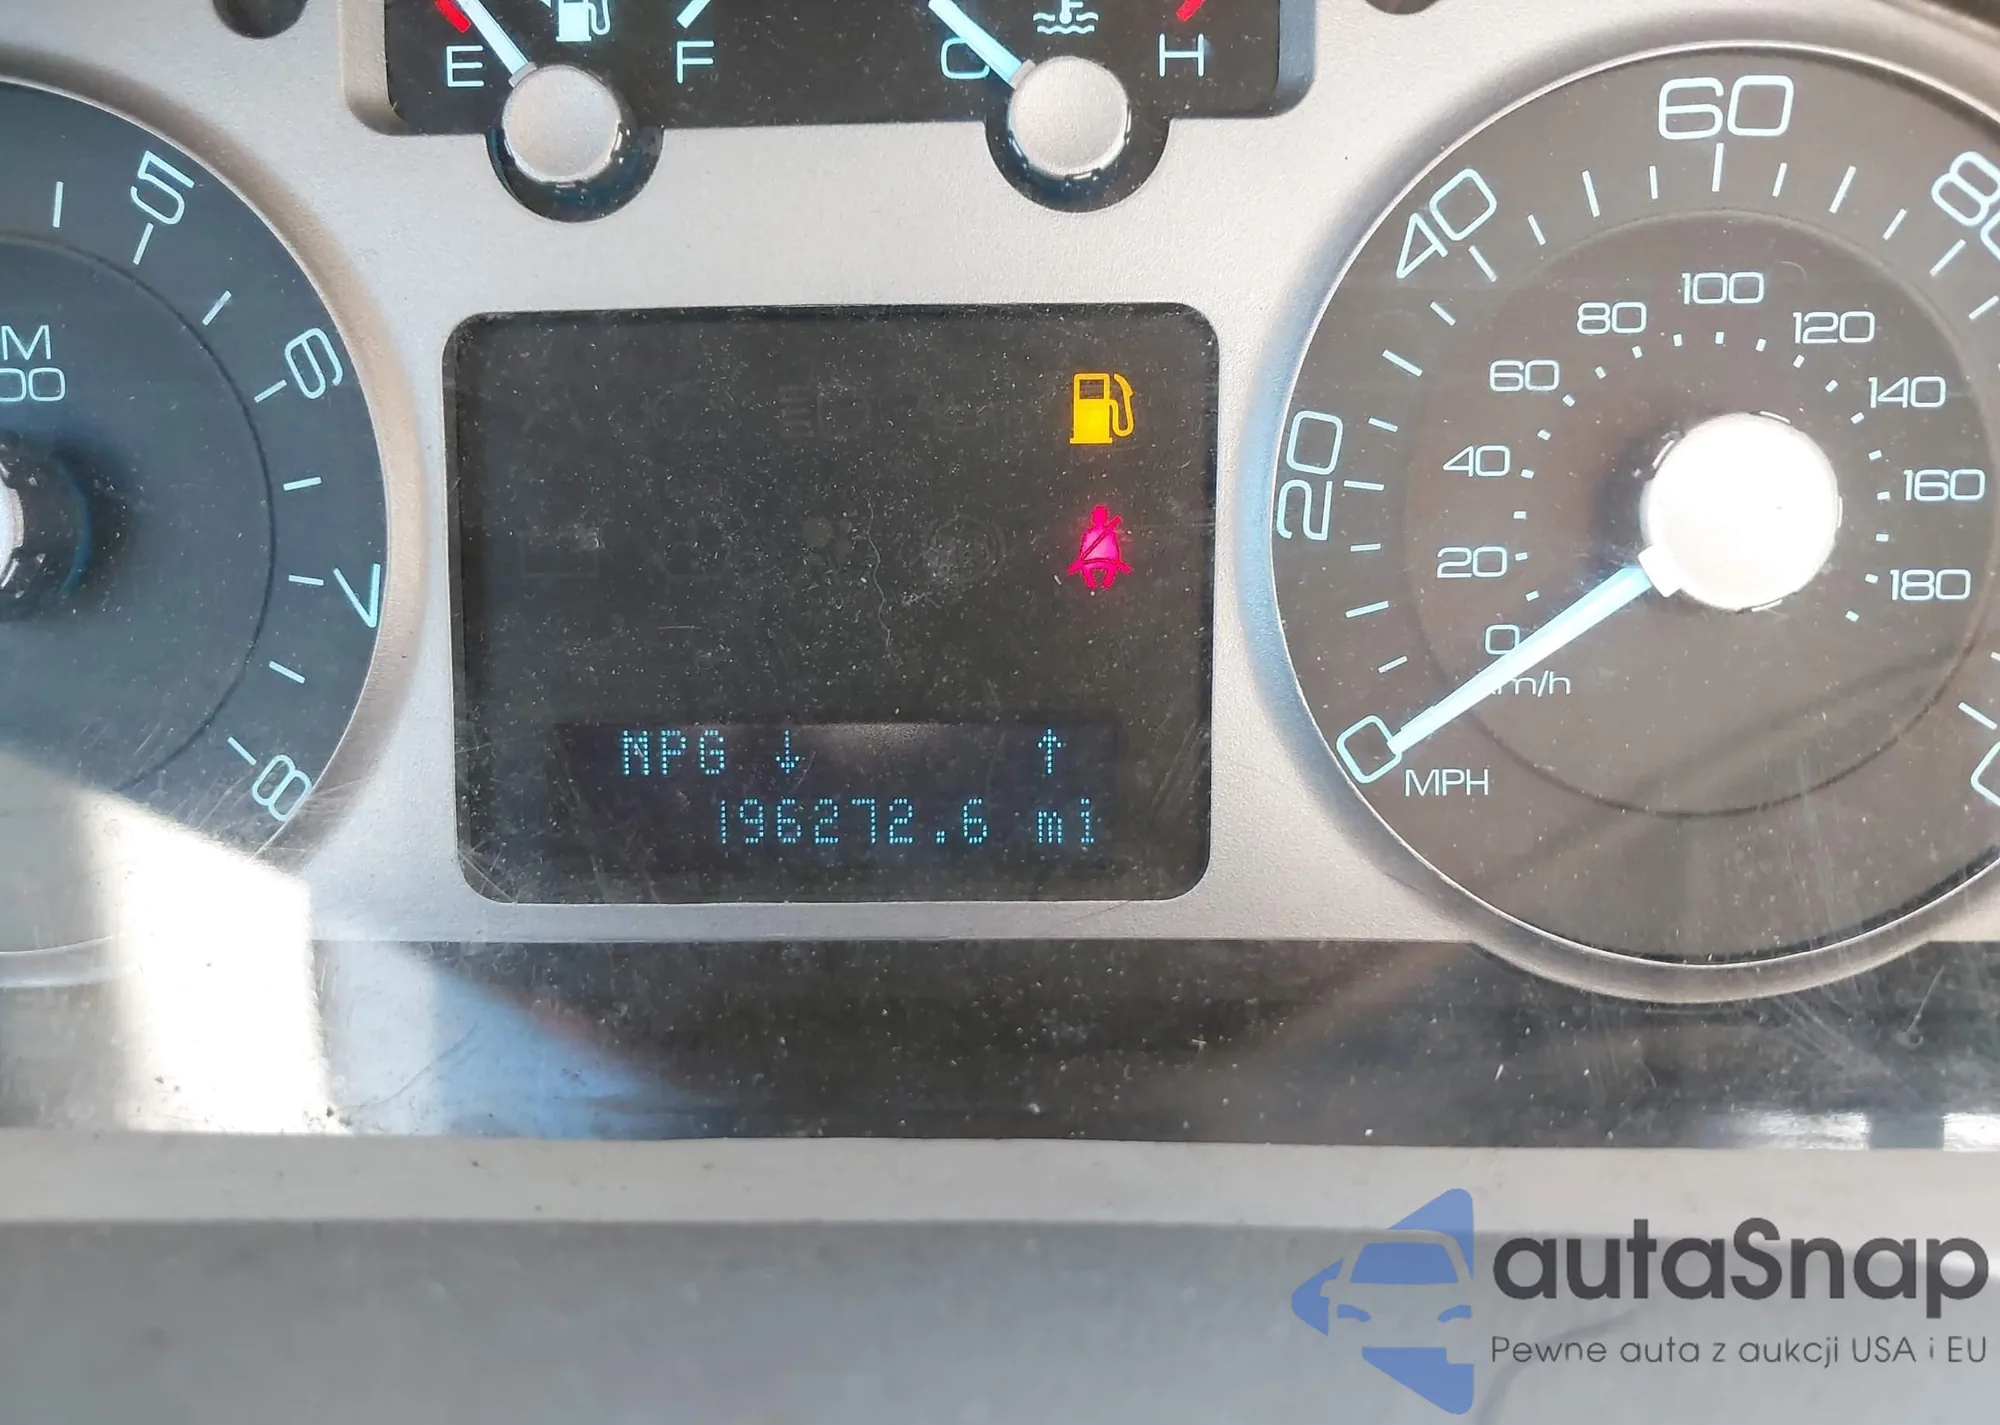 E F C H
5
6
7
8
M
00
0 20 40 60 80
MPH
0 20 40 60 80 100 120 140 160 180
m/h
MPG ↓ ↑
196272.6 mi
autaSnap
Pewne auta z aukcji USA i EU